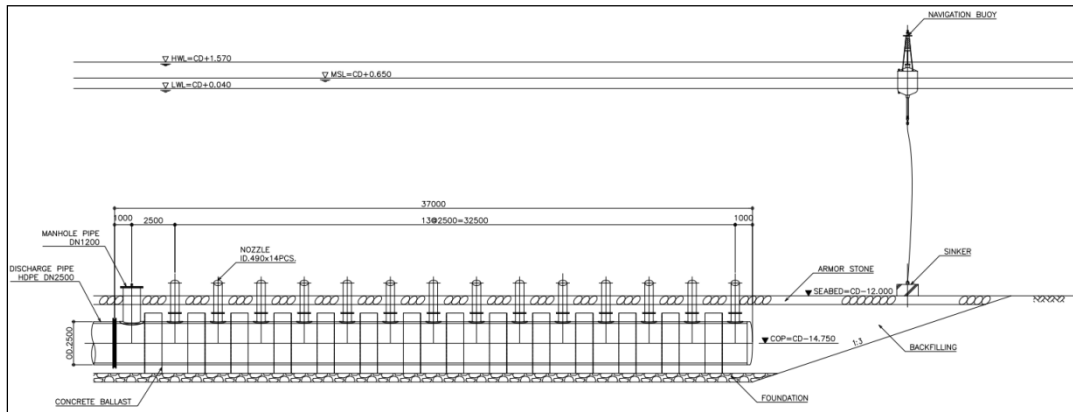 NAVIGATION BUOY
HWL=CD+1.570
MSL=CD+0.650
LWL=CD+0.040
37000
1000
2500
13@2500=32500
1000
MANHOLE PIPE
DN1200
NOZZLE
ID.490x14PCS.
DISCHARGE PIPE
HDPE DN2500
SINKER
ARMOR STONE
SEABED=CD-12.000
OD.2500
COP=CD-14.750
1:3
BACKFILLING
CONCRETE BALLAST
FOUNDATION